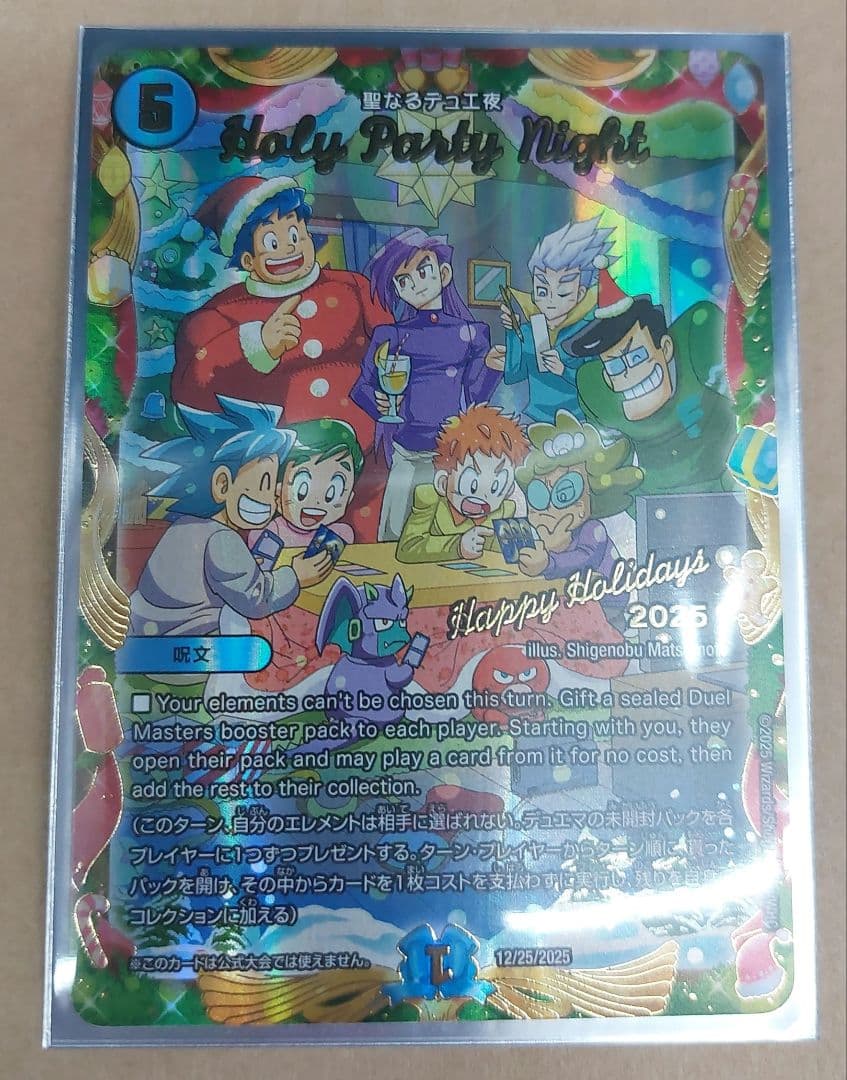 5
聖なるデュエ夜
Holy Party Night
Happy Holidays
2025
呪文
illus. Shigenobu
■ Your elements can't be chosen this turn. Gift a sealed Duel
Masters booster pack to each player. Starting with you, they
open their pack and may play a card from it for no cost, then
add the rest to their collection.
(このターン、自分のエレメントは相手に選ばれない。デュエマの未開封パックを各
プレイヤーに1つずつプレゼントする。ターン・プレイヤーからターン順に、貰った
パックを開け、その中からカードを1枚コストを支払わずに実行し、残りを自身
コレクションに加える)
※このカードは公式大会では使えません。
1
12/25/2025
©2025 Wizards